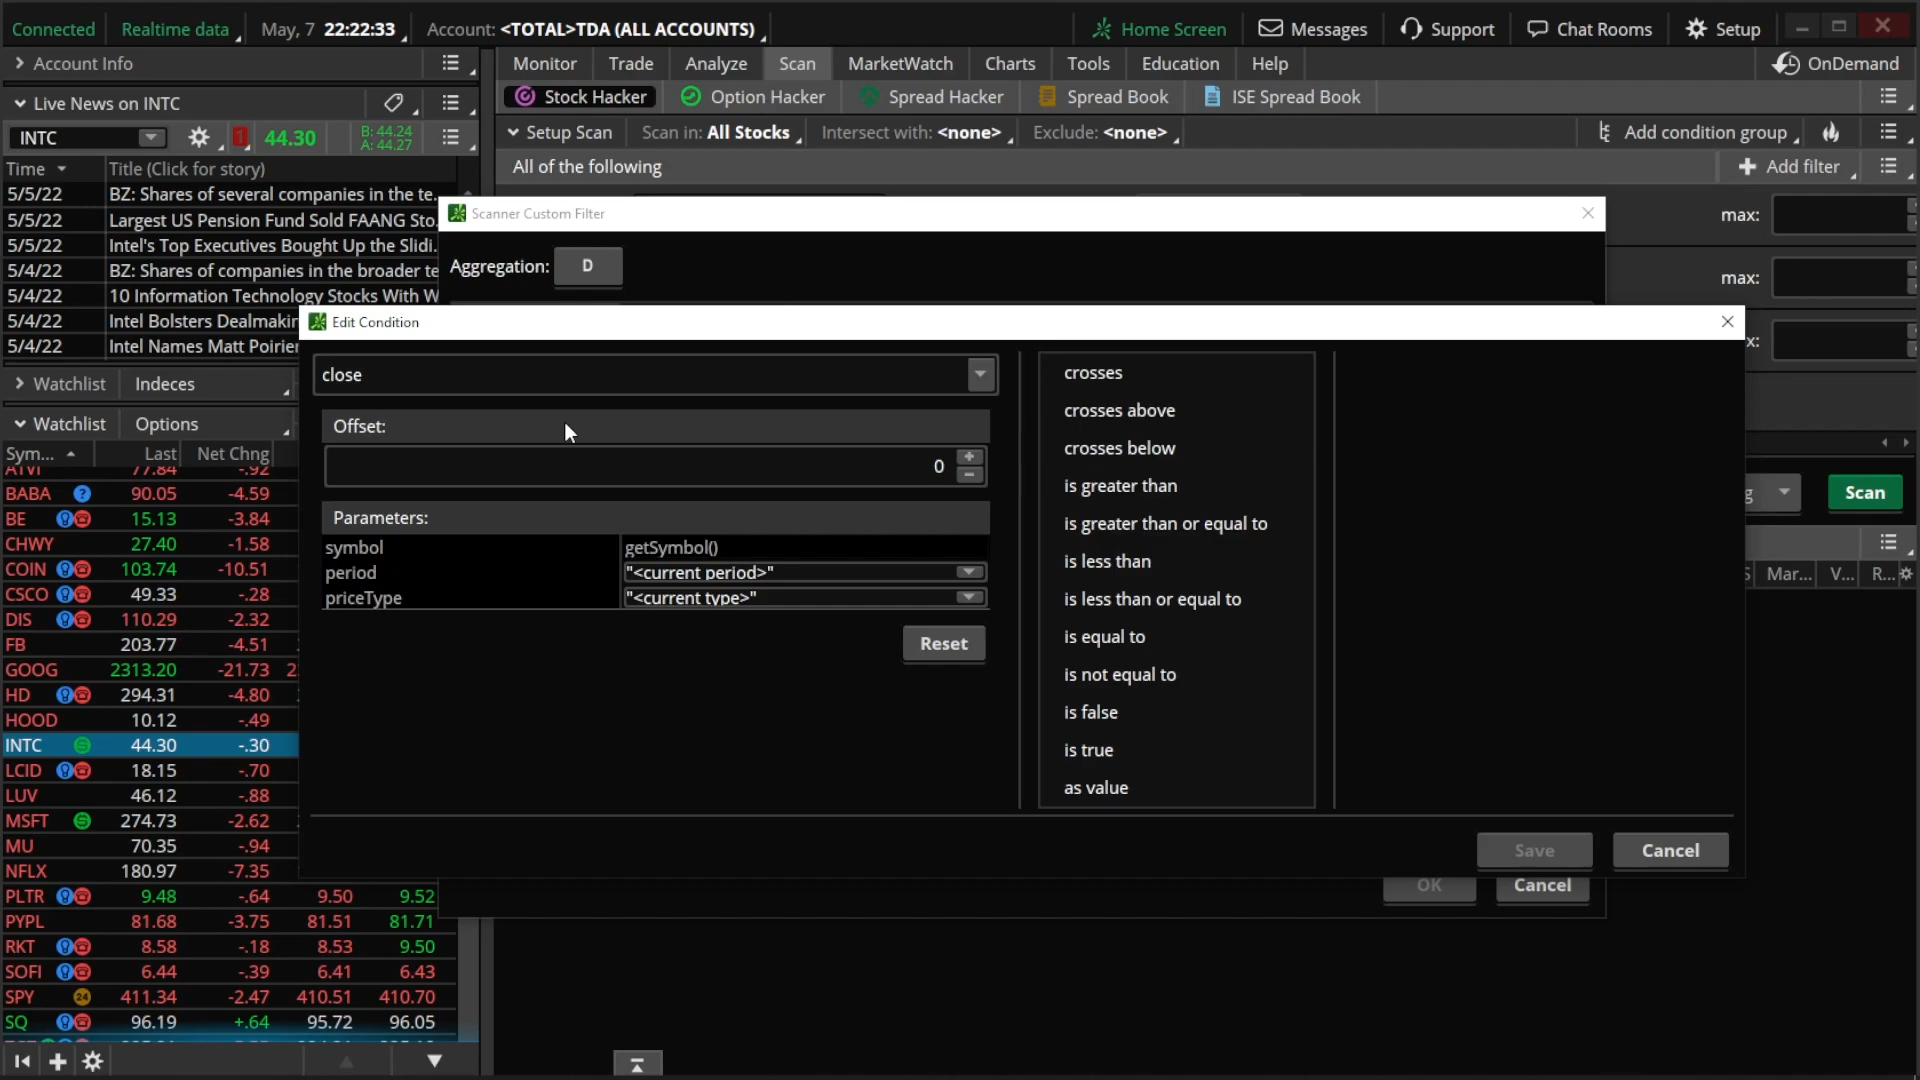 Connected Realtime data May, 7 22:22:33 Account: <TOTAL>TDA (ALL ACCOUNTS) Home Screen Messages Support Chat Rooms Setup
Account Info
Monitor Trade Analyze Scan MarketWatch Charts Tools Education Help OnDemand
Live News on INTC
Stock Hacker Option Hacker Spread Hacker Spread Book ISE Spread Book
INTC 1 44.30 B: 44.24 A: 44.27
Setup Scan Scan in: All Stocks Intersect with: <none> Exclude: <none> Add condition group
Time Title (Click for story)
All of the following Add filter
5/5/22 BZ: Shares of several companies in the te...
5/5/22 Largest US Pension Fund Sold FAANG Sto...
5/5/22 Intel's Top Executives Bought Up the Slidi...
5/4/22 BZ: Shares of companies in the broader te
5/4/22 10 Information Technology Stocks With W
5/4/22 Intel Bolsters Dealmakin
5/4/22 Intel Names Matt Poirier
Scanner Custom Filter
max:
Aggregation: D
max:
Edit Condition
x:
Watchlist Indeces
Watchlist Options
Sym... Last Net Chng
ATVI 77.84 -.92
BABA ? 90.05 -4.59
BE 15.13 -3.84
CHWY 27.40 -1.58
COIN 103.74 -10.51
CSCO 49.33 -.28
DIS 110.29 -2.32
FB 203.77 -4.51
GOOG 2313.20 -21.73 2
HD 294.31 -4.80
HOOD 10.12 -.49
INTC S 44.30 -.30
LCID 18.15 -.70
LUV 46.12 -.88
MSFT S 274.73 -2.62
MU 70.35 -.94
NFLX 180.97 -7.35
PLTR 9.48 -.64 9.50 9.52
PYPL 81.68 -3.75 81.51 81.71
RKT 8.58 -.18 8.53 9.50
SOFI 6.44 -.39 6.41 6.43
SPY 24 411.34 -2.47 410.51 410.70
SQ 96.19 +.64 95.72 96.05
close
Offset:
0
Parameters:
symbol getSymbol()
period "<current period>"
priceType "<current type>"
Reset
crosses
crosses above
crosses below
is greater than
is greater than or equal to
is less than
is less than or equal to
is equal to
is not equal to
is false
is true
as value
Save Cancel
OK Cancel
g Scan
S Mar... V... R...